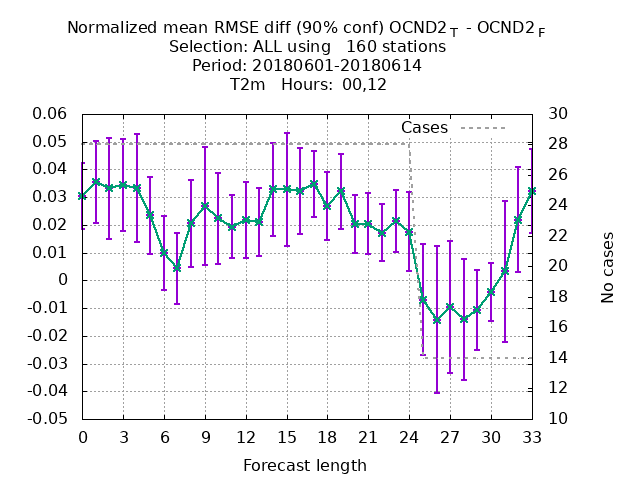 Normalized mean RMSE diff (90% conf) OCND2 T - OCND2 F
Selection: ALL using 160 stations
Period: 20180601-20180614
T2m Hours: 00,12
Cases
0.06
0.05
0.04
0.03
0.02
0.01
0
-0.01
-0.02
-0.03
-0.04
-0.05
30
28
26
24
22
20
18
16
14
12
10
No cases
0 3 6 9 12 15 18 21 24 27 30 33
Forecast length